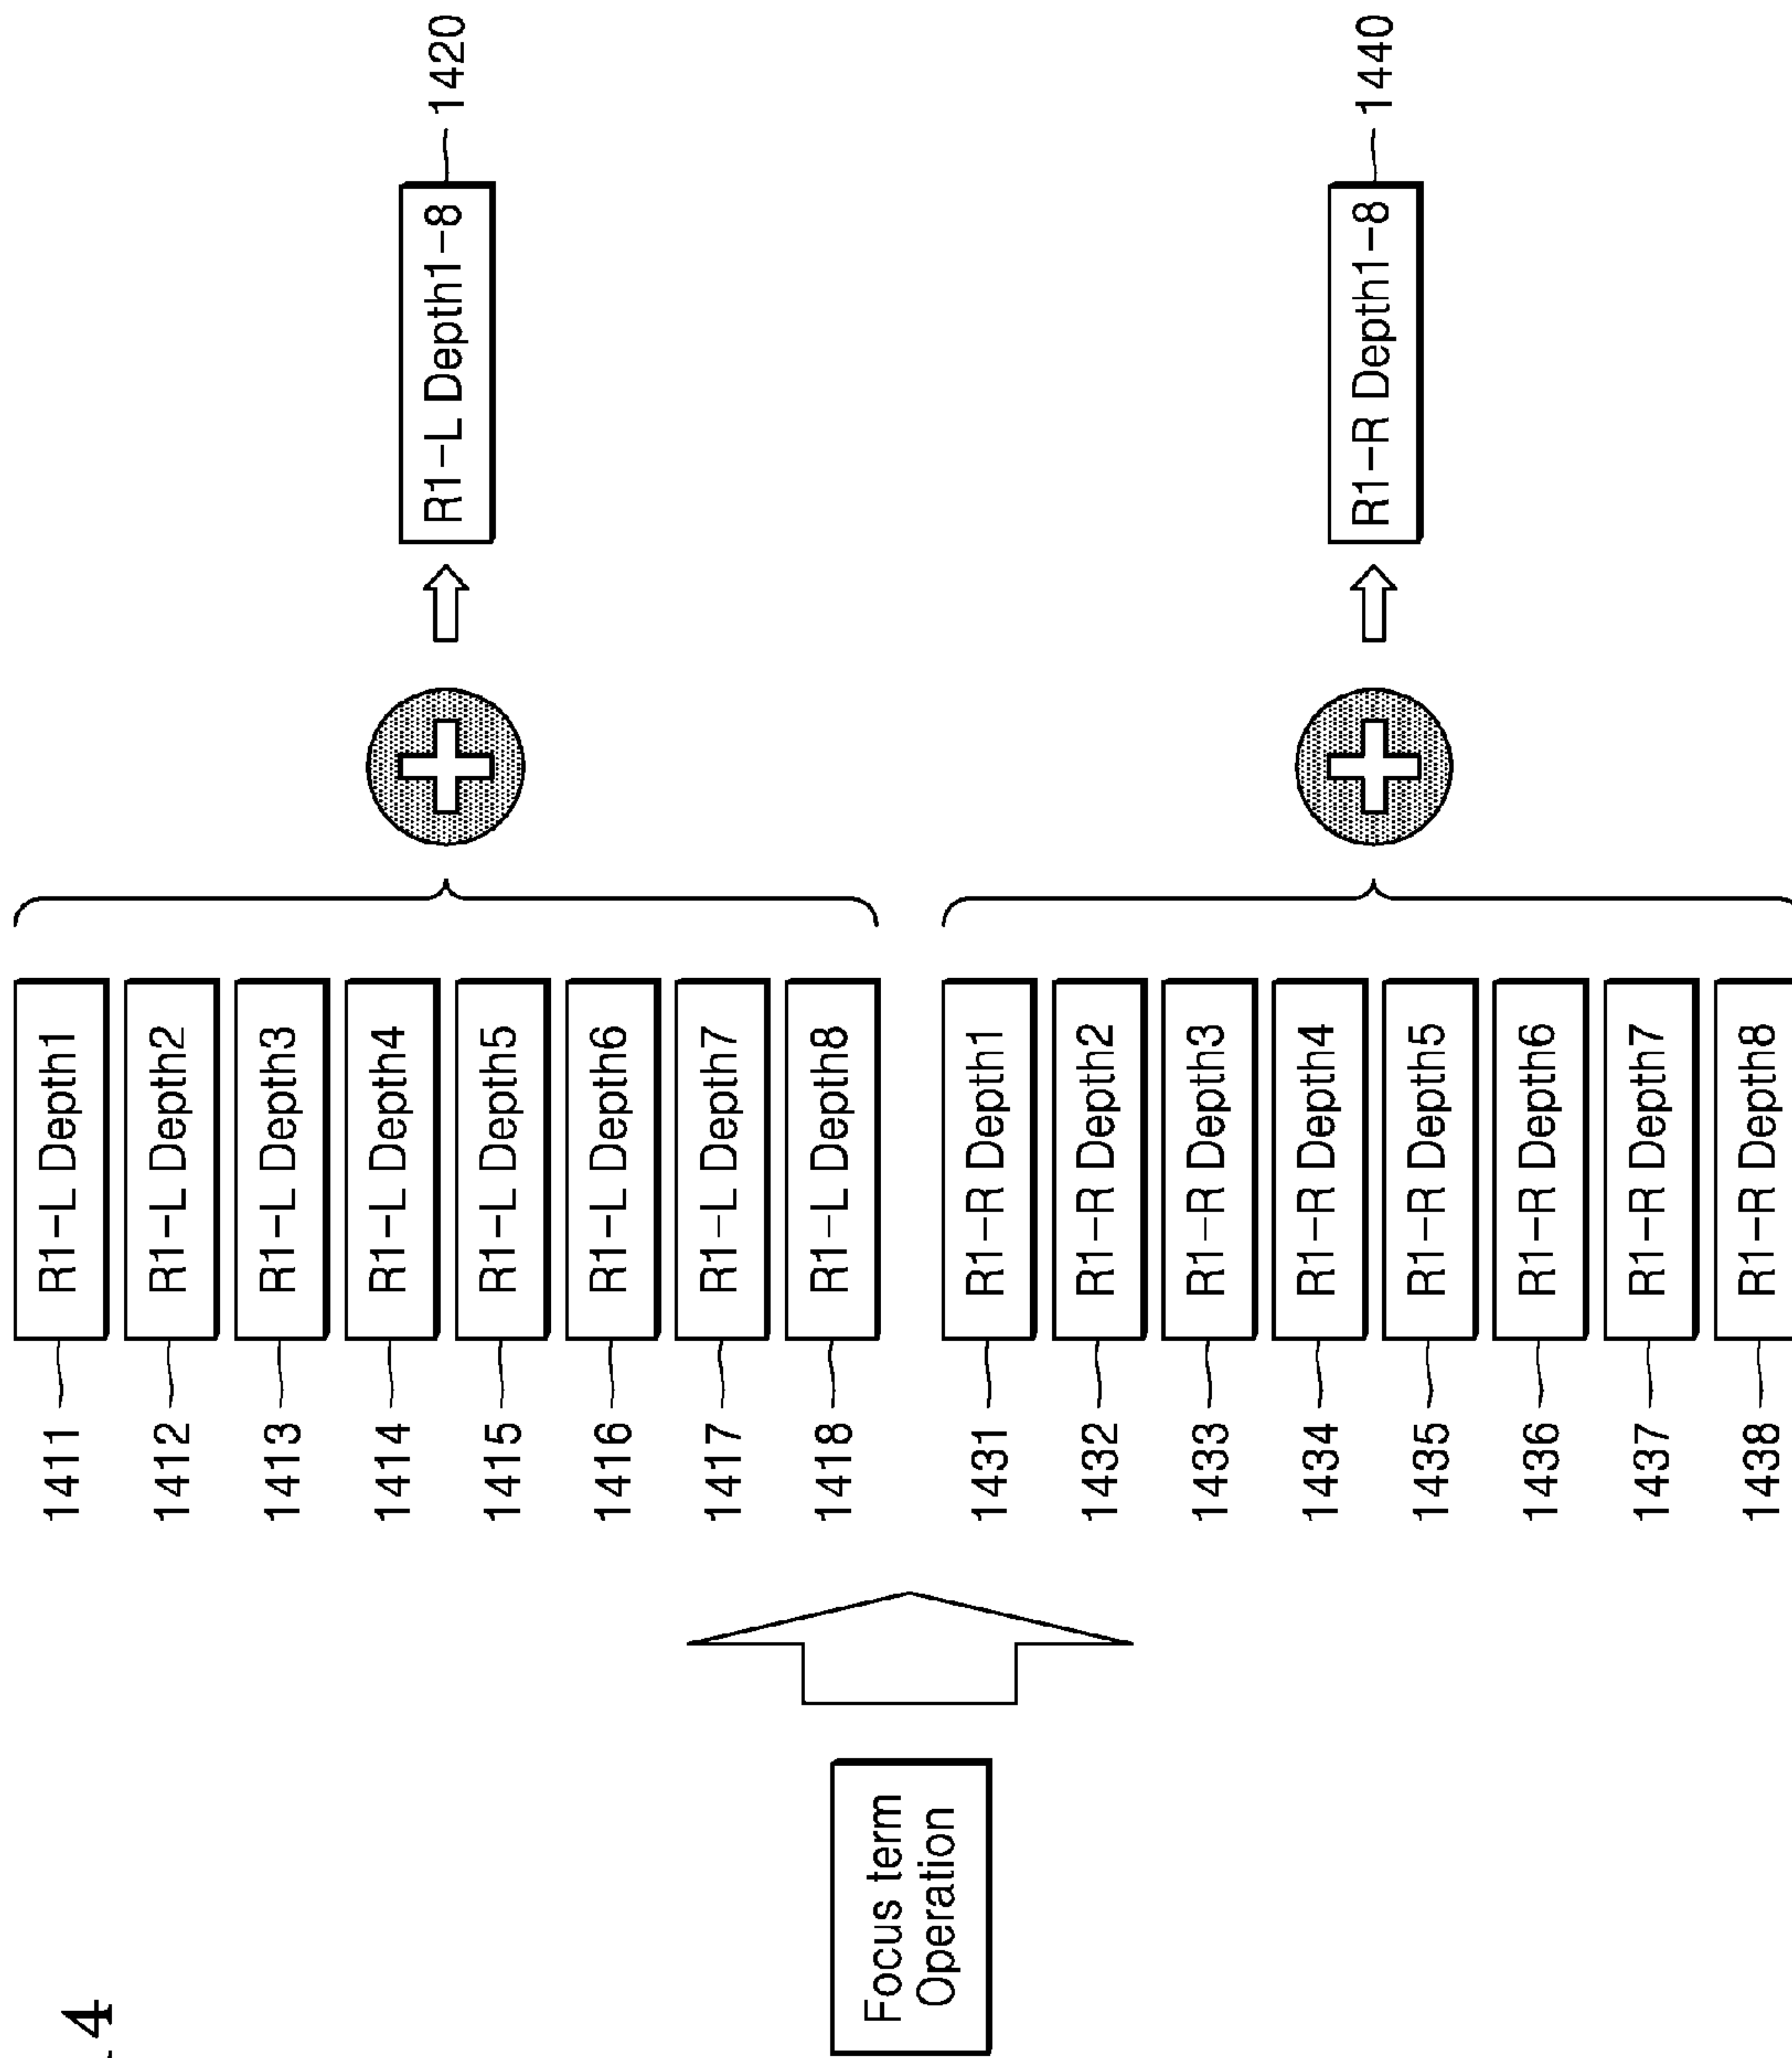 4
Focus term
Operation
1411
R1-L Depth1
1412
R1-L Depth2
1413
R1-L Depth3
1414
R1-L Depth4
1415
R1-L Depth5
1416
R1-L Depth6
1417
R1-L Depth7
1418
R1-L Depth8
R1-L Depth1-8
1420
1431
R1-R Depth1
1432
R1-R Depth2
1433
R1-R Depth3
1434
R1-R Depth4
1435
R1-R Depth5
1436
R1-R Depth6
1437
R1-R Depth7
1438
R1-R Depth8
R1-R Depth1-8
1440